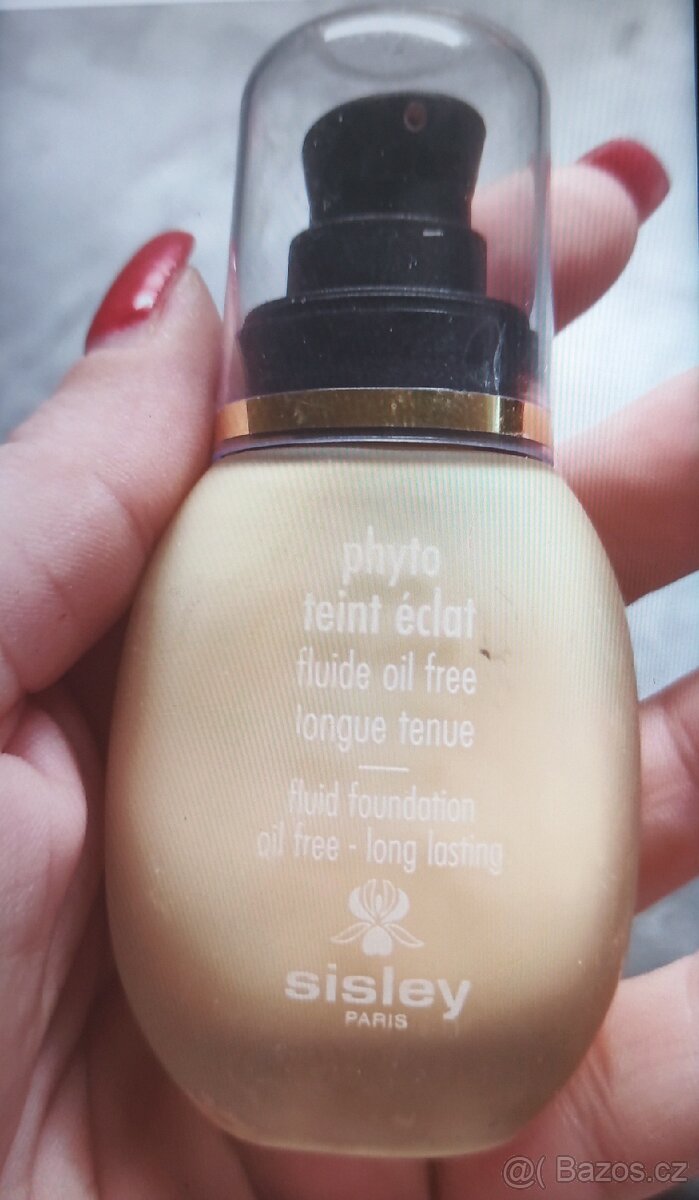 phyto
teint éclat
fluide oil free
longue tenue
fluid foundation
oil free - long lasting
sisley
PARIS
@( Bazos.cz